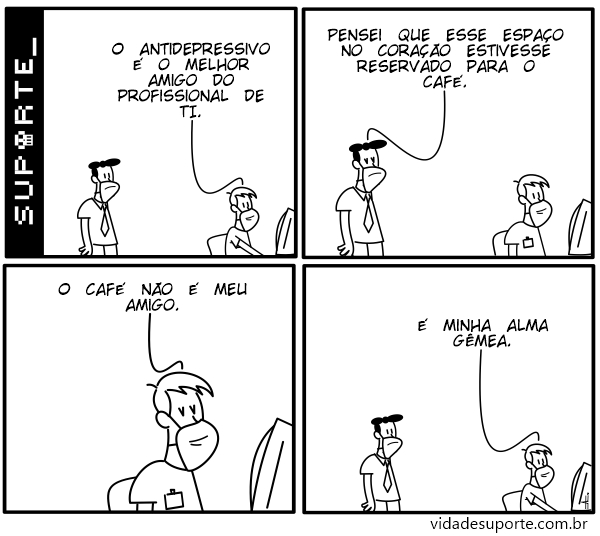 SUPORTE_
O ANTIDEPRESSIVO
É O MELHOR
AMIGO DO
PROFISSIONAL DE
TI.
PENSEI QUE ESSE ESPAÇO
NO CORAÇÃO ESTIVESSE
RESERVADO PARA O
CAFÉ.
O CAFÉ NÃO É MEU
AMIGO.
É MINHA ALMA
GÊMEA.
vidadesuporte.com.br